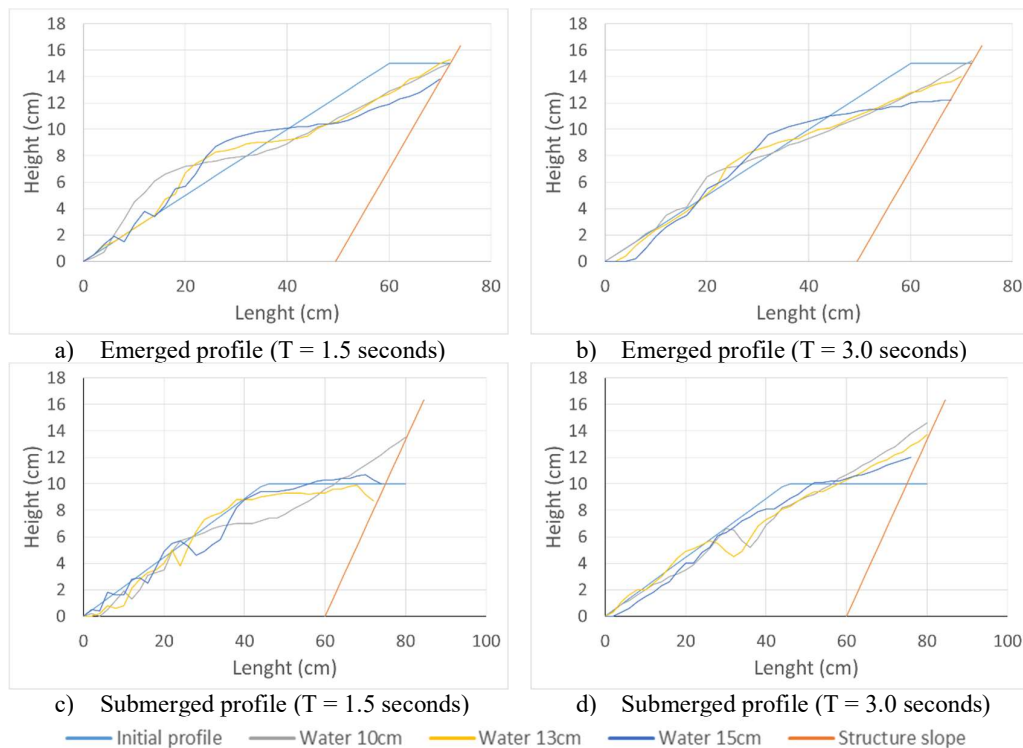 18
16
14
12
10
8
6
4
2
0
Height (cm)
0 20 40 60 80
Lenght (cm)
a) Emerged profile (T = 1.5 seconds)
18
16
14
12
10
8
6
4
2
0
Height (cm)
0 20 40 60 80
Lenght (cm)
b) Emerged profile (T = 3.0 seconds)
18
16
14
12
10
8
6
4
2
0
Height (cm)
0 20 40 60 80 100
Lenght (cm)
c) Submerged profile (T = 1.5 seconds)
18
16
14
12
10
8
6
4
2
0
Height (cm)
0 20 40 60 80 100
Lenght (cm)
d) Submerged profile (T = 3.0 seconds)
Initial profile Water 10cm Water 13cm Water 15cm Structure slope